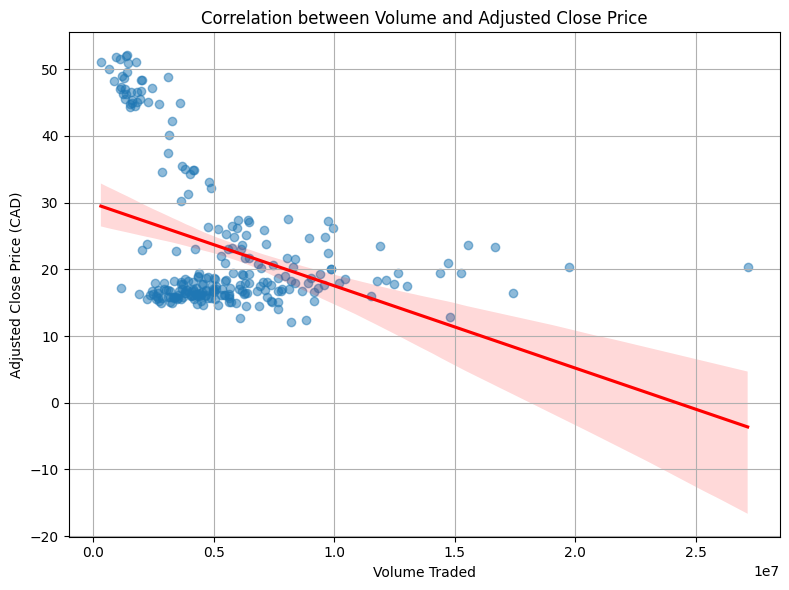 Correlation between Volume and Adjusted Close Price
Adjusted Close Price (CAD)
50
40
30
20
10
0
−10
−20
0.0 0.5 1.0 1.5 2.0 2.5
1e7
Volume Traded